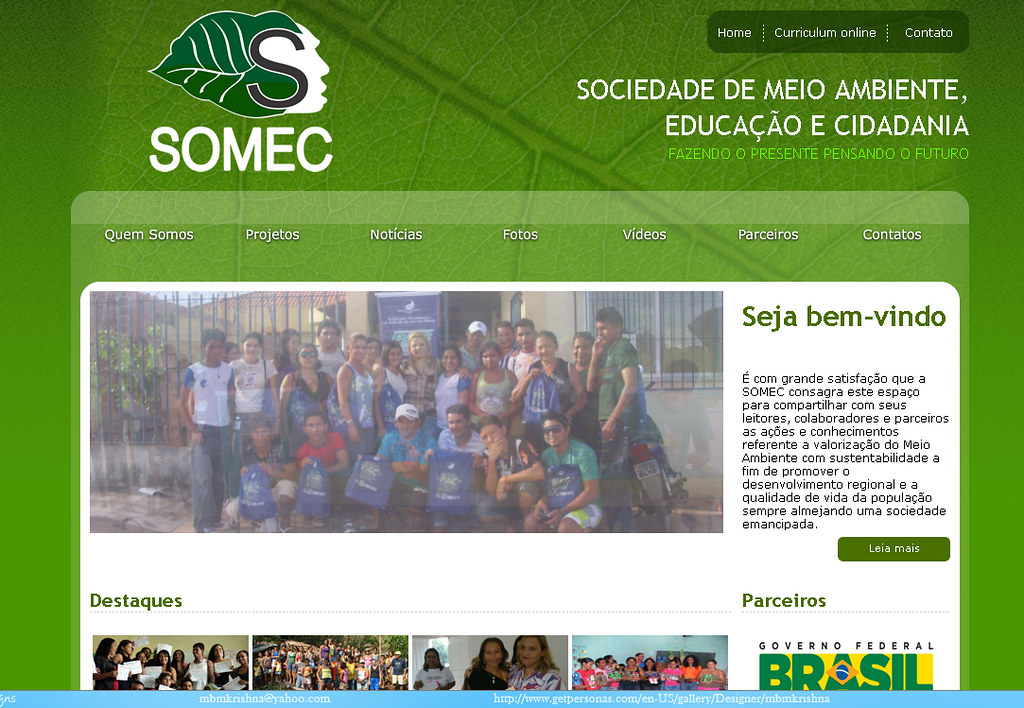 Home
Curriculum online
Contato
S
SOMEC
SOCIEDADE DE MEIO AMBIENTE,
EDUCAÇÃO E CIDADANIA
FAZENDO O PRESENTE PENSANDO O FUTURO
Quem Somos
Projetos
Notícias
Fotos
Vídeos
Parceiros
Contatos
Seja bem-vindo
É com grande satisfação que a
SOMEC consagra este espaço
para compartilhar com seus
leitores, colaboradores e parceiros
as ações e conhecimentos
referente a valorização do Meio
Ambiente com sustentabilidade a
fim de promover o
desenvolvimento regional e a
qualidade de vida da população
sempre almejando uma sociedade
emancipada.
Leia mais
Destaques
Parceiros
GOVERNO FEDERAL
BRASIL
mbmkrishna@yahoo.com
http://www.getpersonas.com/en-US/gallery/Designer/mbmkrishna